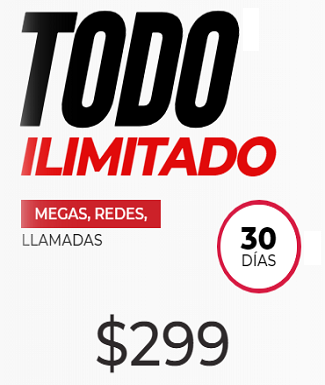 TODO
ILIMITADO
MEGAS, REDES,
LLAMADAS
30
DÍAS
$299